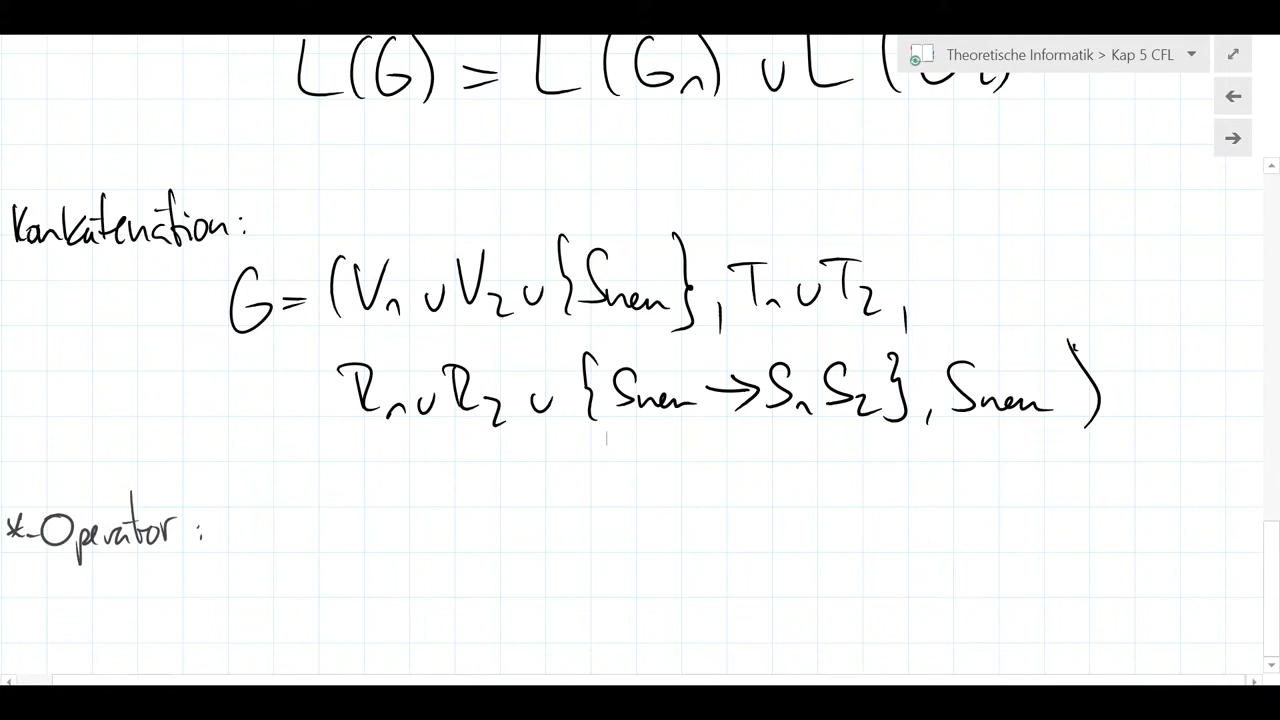 L(G) = L(G₁) ∪ L(
Theoretische Informatik > Kap 5 CFL
Konkatenation:
G = (V₁ ∪ V₂ ∪ {Sneu}, T₁ ∪ T₂,
R₁ ∪ R₂ ∪ {Sneu → S₁S₂}, Sneu)
*-Operator: